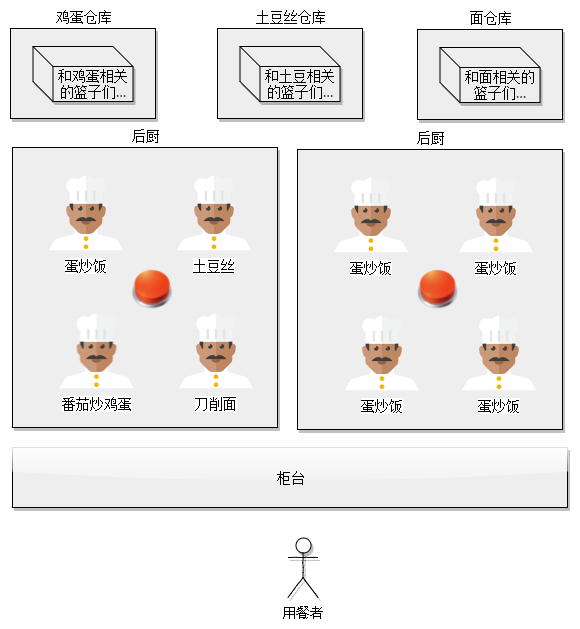 鸡蛋仓库
土豆丝仓库
面仓库
和鸡蛋相关
的篮子们...
和土豆相关
的篮子们...
和面相关的
篮子们...
后厨
后厨
蛋炒饭
土豆丝
蛋炒饭
蛋炒饭
番茄炒鸡蛋
刀削面
蛋炒饭
蛋炒饭
柜台
用餐者